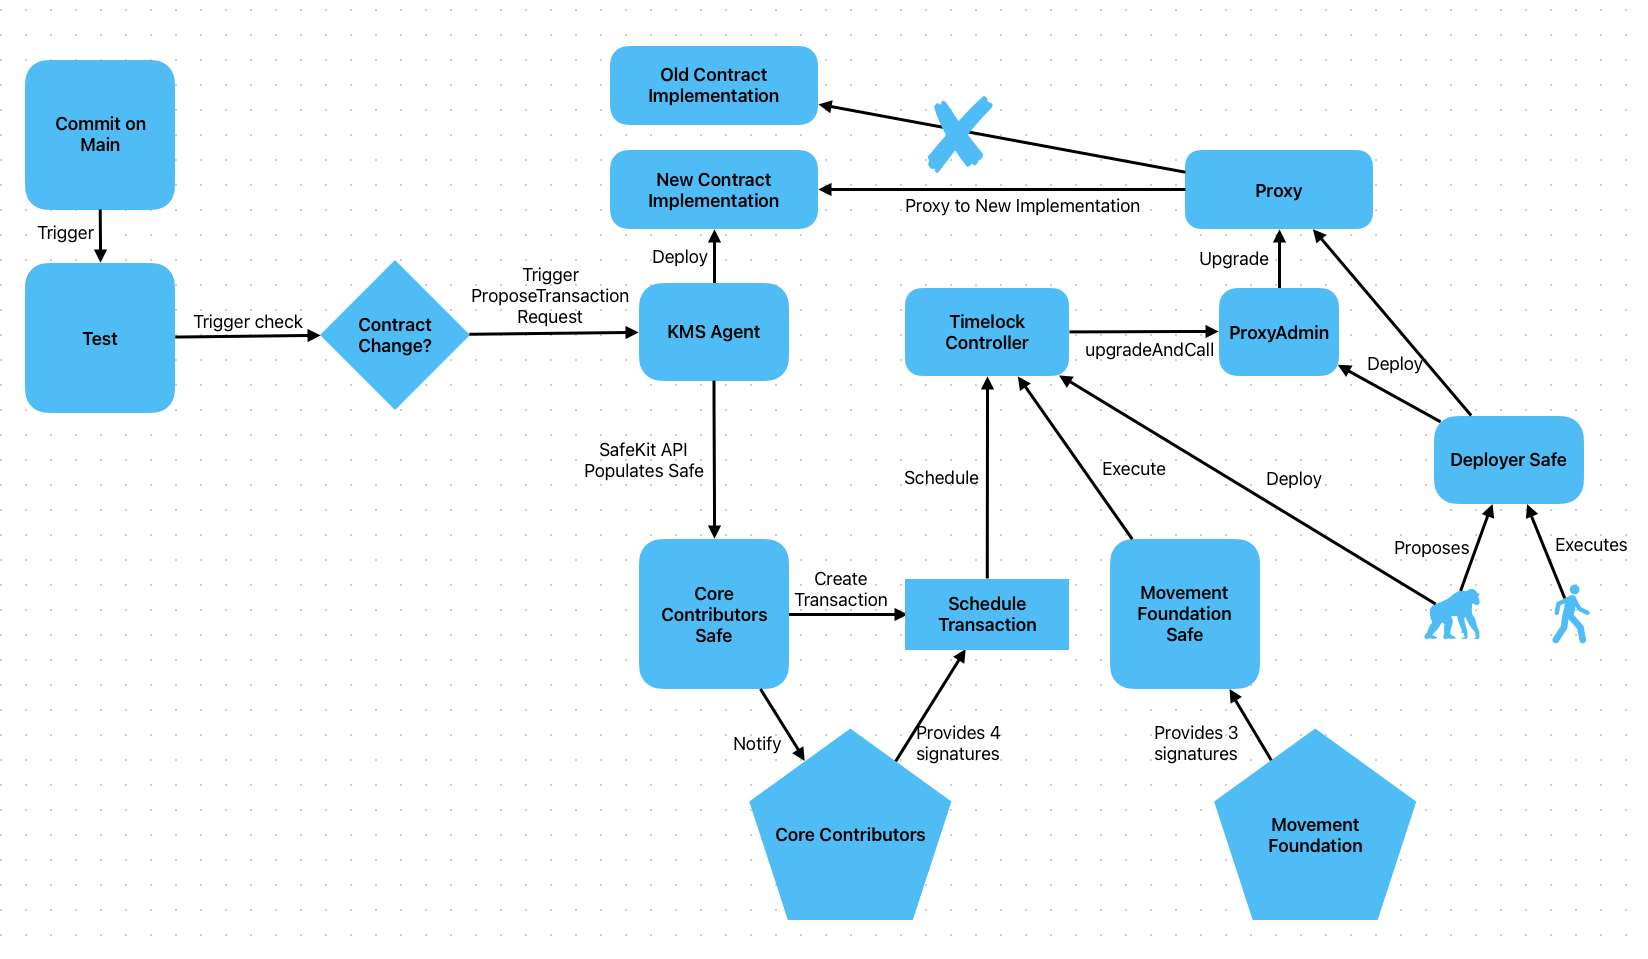 Old Contract
Implementation
Commit on
Main
New Contract
Implementation
Proxy
Proxy to New Implementation
Trigger
Deploy
Upgrade
Test
Trigger check
Contract
Change?
Trigger
ProposeTransaction
Request
KMS Agent
Timelock
Controller
upgradeAndCall
ProxyAdmin
Deploy
SafeKit API
Populates Safe
Schedule
Execute
Deploy
Deployer Safe
Proposes
Executes
Core
Contributors
Safe
Create
Transaction
Schedule
Transaction
Movement
Foundation
Safe
Notify
Provides 4
signatures
Provides 3
signatures
Core Contributors
Movement
Foundation